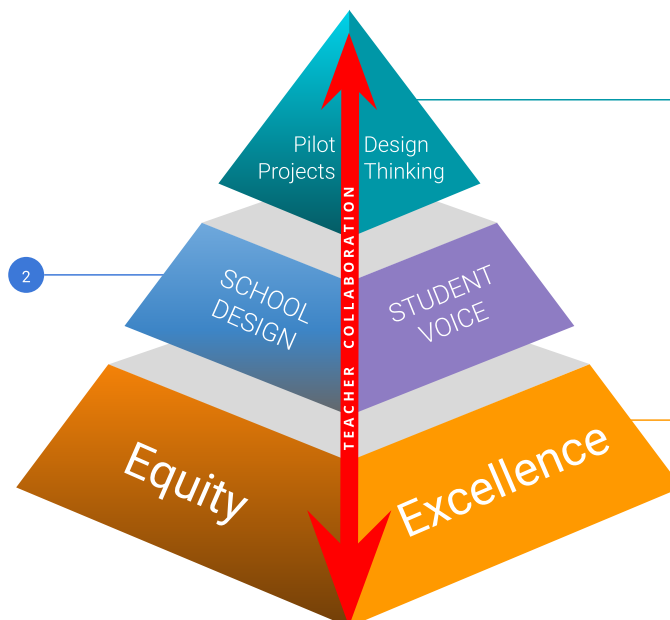 Pilot
Projects
Design
Thinking
TEACHER COLLABORATION
2
SCHOOL
DESIGN
STUDENT
VOICE
Equity
Excellence